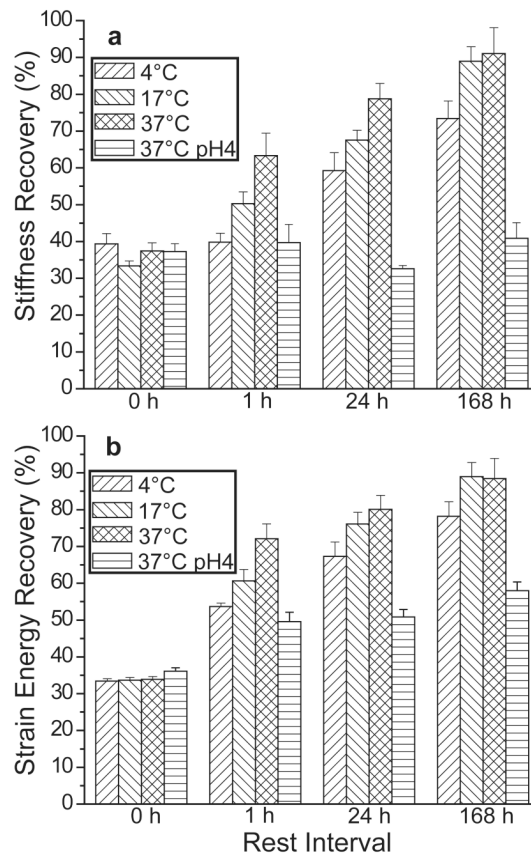 a
4°C
17°C
37°C
37°C pH4
Stiffness Recovery (%)
100
90
80
70
60
50
40
30
20
10
0
0 h 1 h 24 h 168 h
b
4°C
17°C
37°C
37°C pH4
Strain Energy Recovery (%)
100
90
80
70
60
50
40
30
20
10
0
0 h 1 h 24 h 168 h
Rest Interval